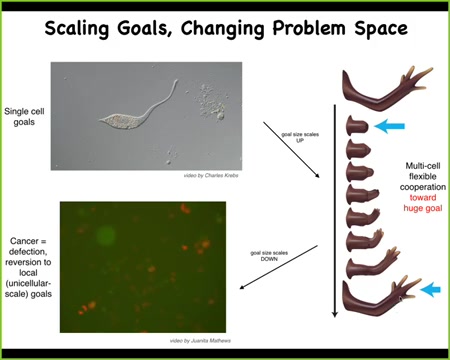 Scaling Goals, Changing Problem Space
Single cell
goals
video by Charles Krebs
goal size scales
UP
Multi-cell
flexible
cooperation
toward
huge goal
Cancer =
defection,
reversion to
local
(unicellular-
scale) goals
goal size scales
DOWN
video by Juanita Mathews